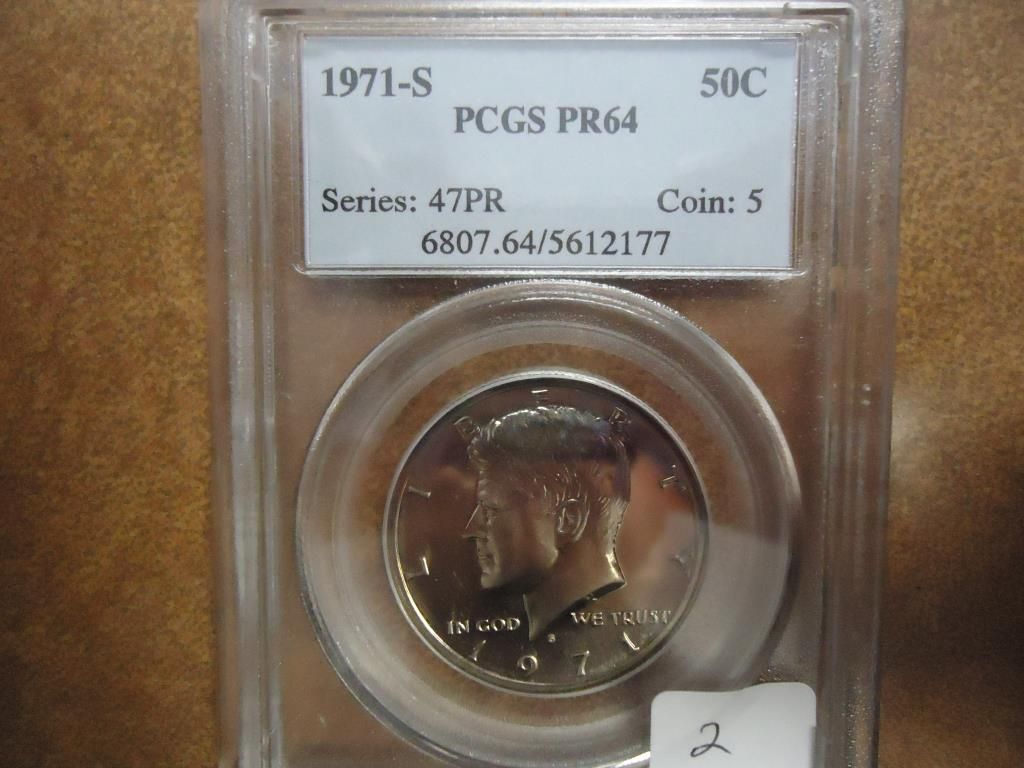 1971-S 50C
PCGS PR64
Series: 47PR Coin: 5
6807.64/5612177
LIBERTY
IN GOD WE TRUST
S
1971
2